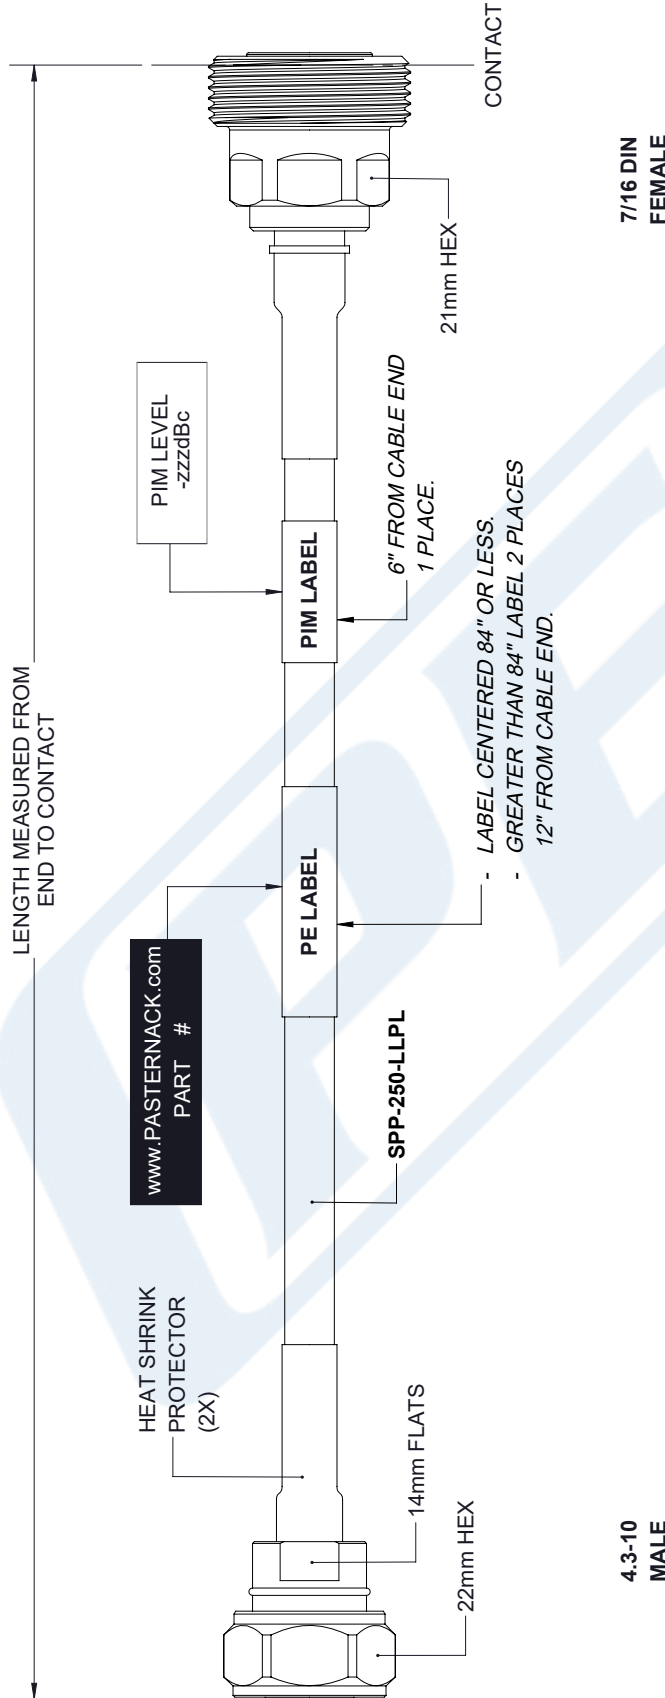 LENGTH MEASURED FROM
END TO CONTACT
CONTACT
HEAT SHRINK
PROTECTOR
(2X)
www.PASTERNACK.com
PART #
PIM LEVEL
-zzzdBc
PE LABEL
PIM LABEL
14mm FLATS
22mm HEX
SPP-250-LLPL
6" FROM CABLE END
1 PLACE.
21mm HEX
- LABEL CENTERED 84" OR LESS.
- GREATER THAN 84" LABEL 2 PLACES
12" FROM CABLE END.
4.3-10
MALE
7/16 DIN
FEMALE